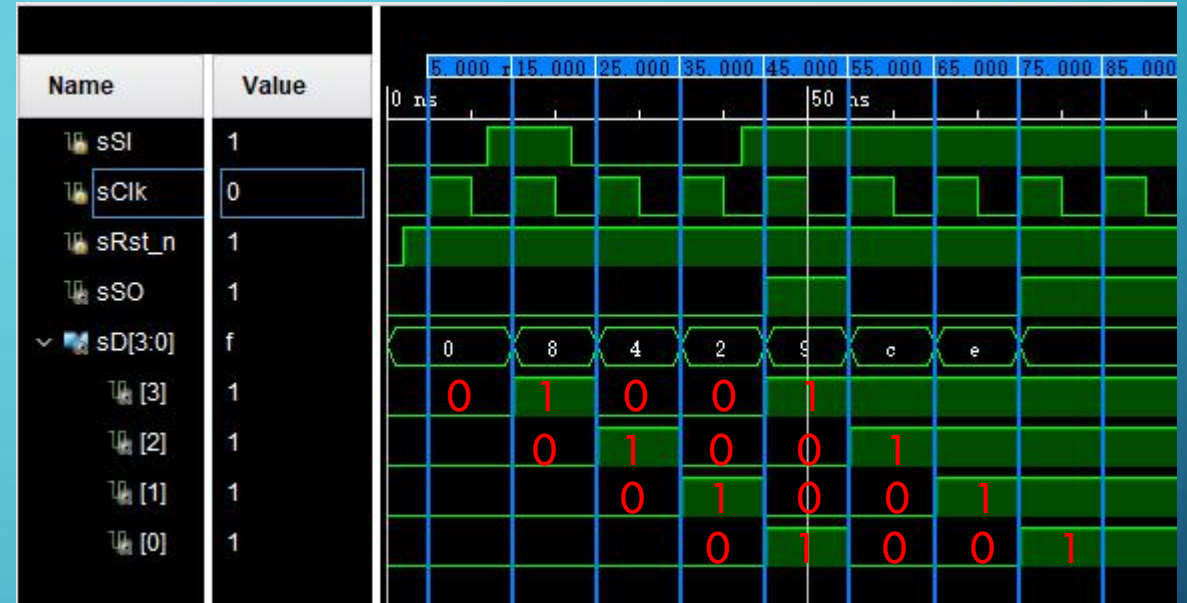 5.000 n 15.000 25.000 35.000 45.000 55.000 65.000 75.000 85.000
Name Value
0 ns 50 ns
sSI 1
sClk 0
sRst_n 1
sSO 1
sD[3:0] f 0 8 4 2 9 c e
[3] 1 0 1 0 0 1
[2] 1 0 1 0 0 1
[1] 1 0 1 0 0 1
[0] 1 0 1 0 0 1